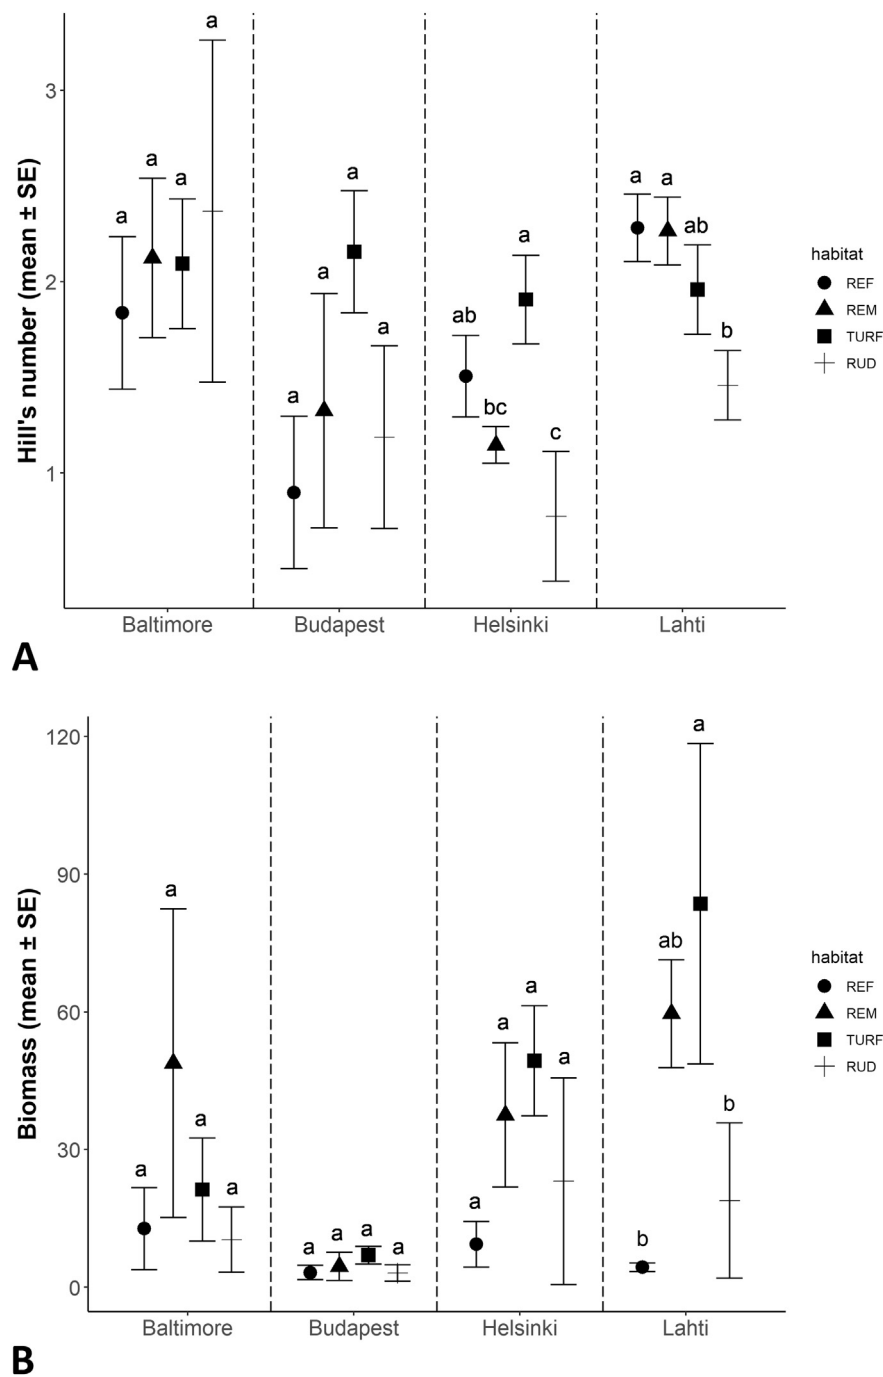 a
3
a
a
a
a
a
a
ab
a
a
habitat
REF
REM
TURF
RUD
2
a
a
ab
b
a
bc
c
1
Hill's number (mean ± SE)
Baltimore
Budapest
Helsinki
Lahti
A
120
a
90
a
ab
habitat
REF
REM
TURF
RUD
60
a
a
a
30
a
b
a
a
a
a
a
a
a
a
b
0
Biomass (mean ± SE)
Baltimore
Budapest
Helsinki
Lahti
B